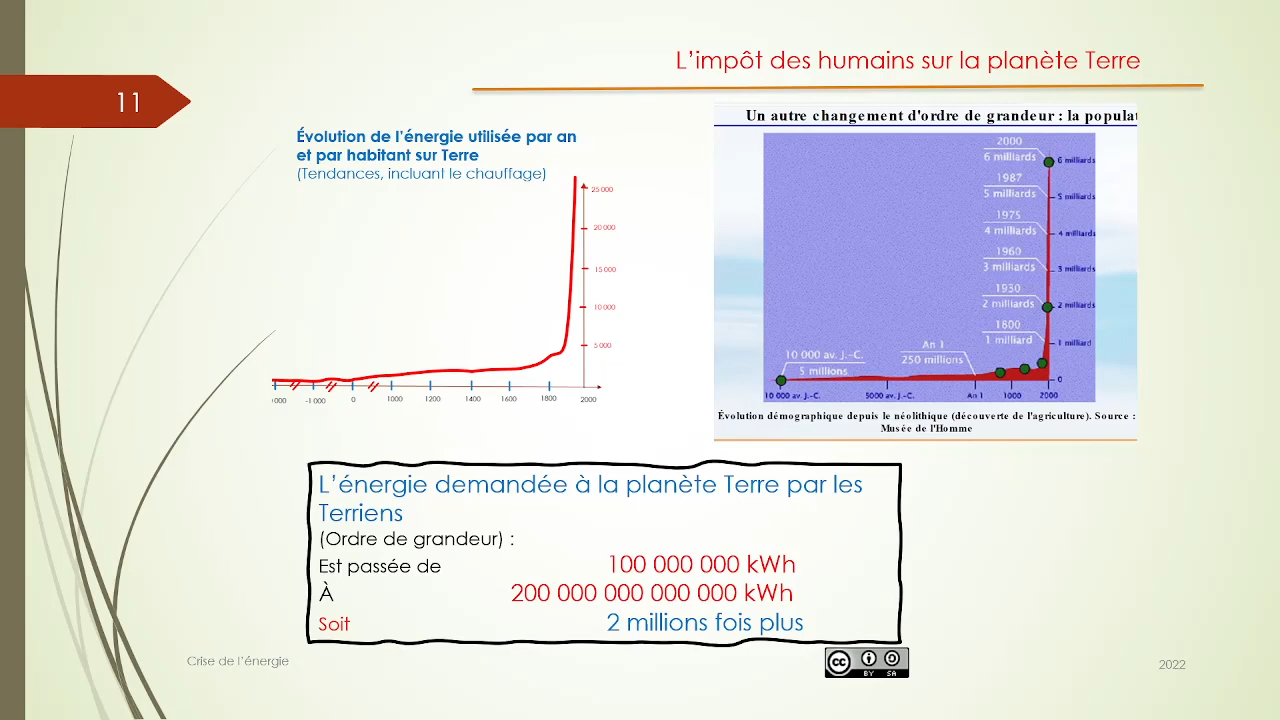 L'impôt des humains sur la planète Terre
11
Évolution de l'énergie utilisée par an
et par habitant sur Terre
(Tendances, incluant le chauffage)
25 000
20 000
15 000
10 000
5 000
-1 000
0
1000
1200
1400
1600
1800
2000
Un autre changement d'ordre de grandeur : la populat
2000
6 milliards
6 milliards
1987
5 milliards
5 milliards
1975
4 milliards
4 milliards
1960
3 milliards
3 milliards
1930
2 milliards
2 milliards
1800
1 milliard
1 milliard
An 1
250 millions
10 000 av. J.-C.
5 millions
0
10 000 av. J.-C.
5000 av. J.-C.
An 1
1000
2000
Évolution démographique depuis le néolithique (découverte de l'agriculture). Source :
Musée de l'Homme
L'énergie demandée à la planète Terre par les
Terriens
(Ordre de grandeur) :
Est passée de 100 000 000 kWh
À 200 000 000 000 000 kWh
Soit 2 millions fois plus
Crise de l'énergie
cc BY SA
2022